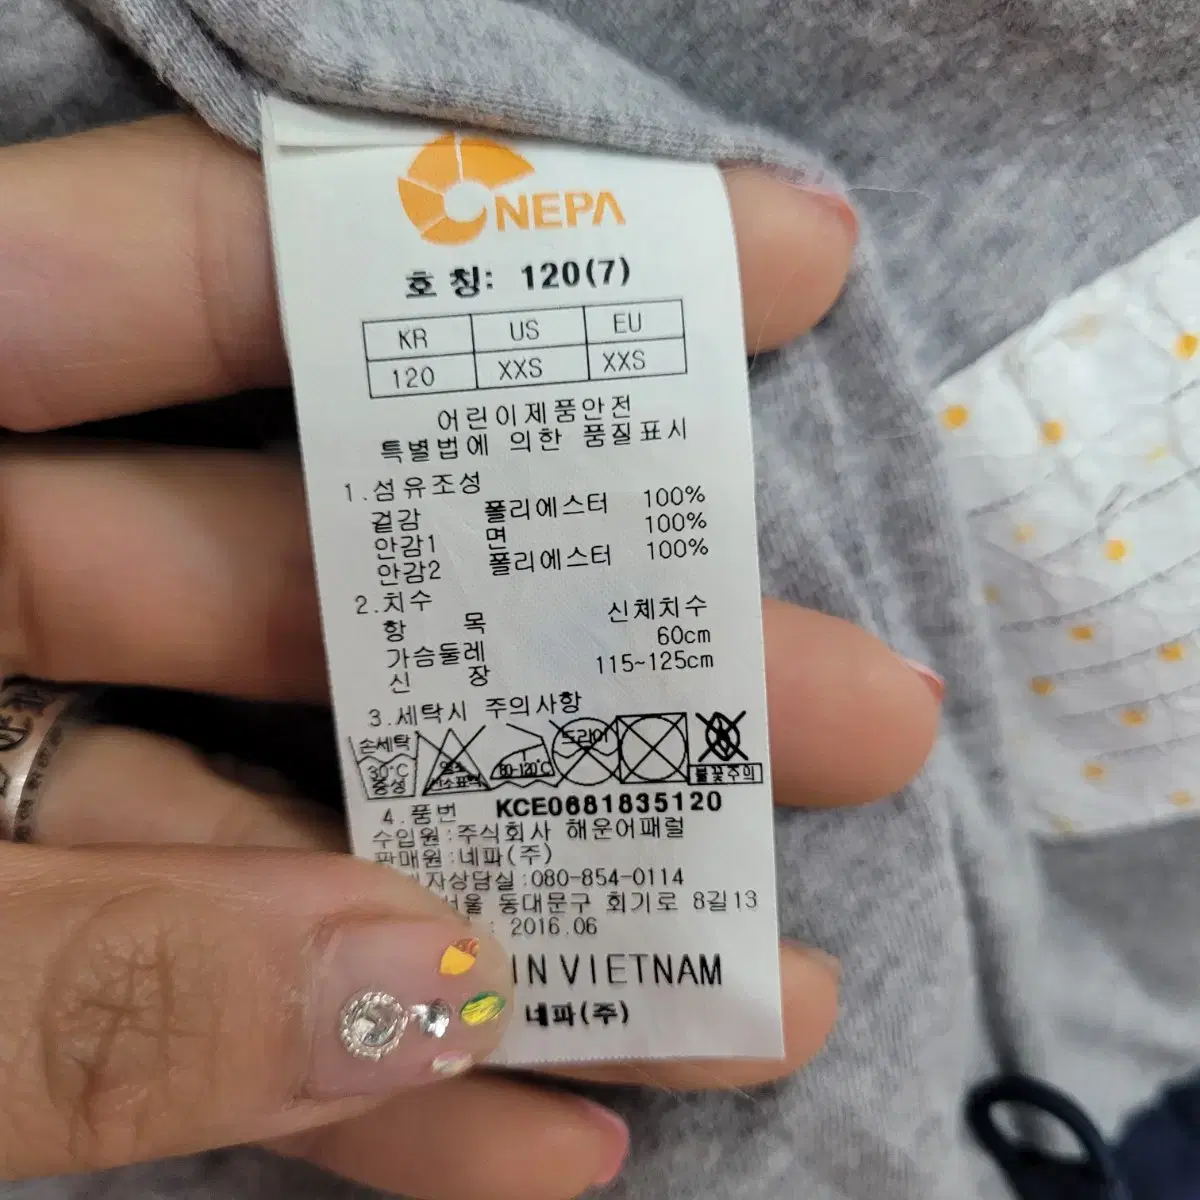 NEPA
호 칭: 120(7)
KR US EU
120 XXS XXS
어린이제품안전
특별법에 의한 품질표시
1.섬유조성
겉감 폴리에스터 100%
안감1 면 100%
안감2 폴리에스터 100%
2.치수
항 목 신체치수
가슴둘레 60cm
신 장 115~125cm
3.세탁시 주의사항
손세탁 드라이
30°C 80-120°C
중성 불꽃주의
4.품번 KCE0681835120
수입원:주식회사 해운어패럴
판매원:네파(주)
자상담실:080-854-0114
서울 동대문구 회기로 8길13
: 2016.06
IN VIETNAM
네파(주)